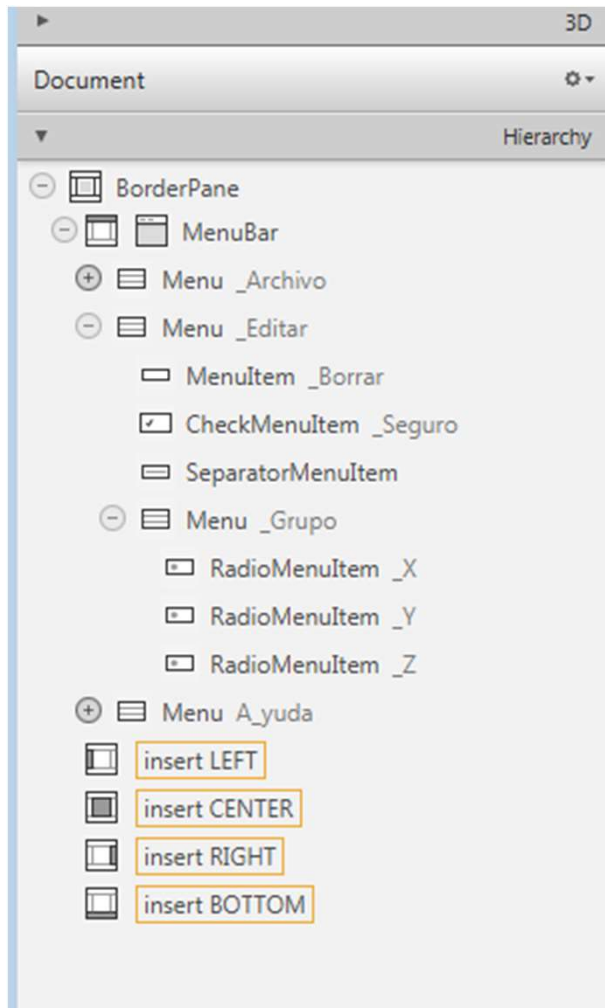 3D
Document
Hierarchy
BorderPane
MenuBar
Menu _Archivo
Menu _Editar
MenuItem _Borrar
CheckMenuItem _Seguro
SeparatorMenuItem
Menu _Grupo
RadioMenuItem _X
RadioMenuItem _Y
RadioMenuItem _Z
Menu A_yuda
insert LEFT
insert CENTER
insert RIGHT
insert BOTTOM